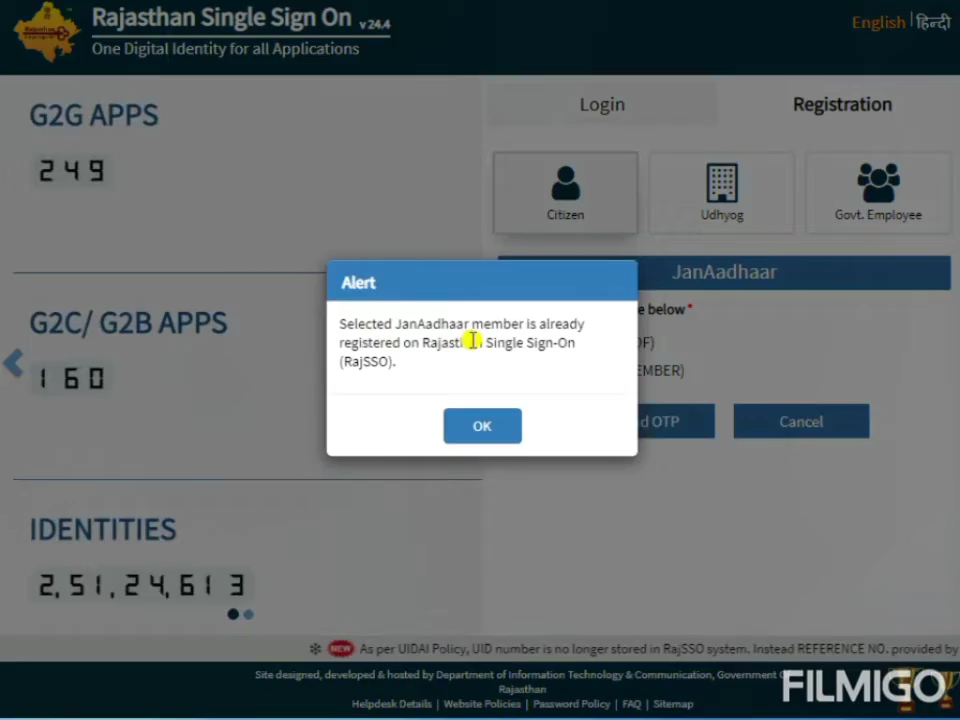 Rajasthan Single Sign On v 24.4
One Digital Identity for all Applications
English | हिन्दी
G2G APPS
249
G2C/ G2B APPS
160
IDENTITIES
2,51,24,613
Login
Registration
Citizen
Udhyog
Govt. Employee
JanAadhaar
e below *
OF)
EMBER)
d OTP
Cancel
Alert
Selected JanAadhaar member is already
registered on Single Sign-On
(RajSSO).
OK
NEW As per UIDAI Policy, UID number is no longer stored in RajSSO system. Instead REFERENCE NO. provided by
Site designed, developed & hosted by Department of Information Technology & Communication, Government
Rajasthan
Helpdesk Details | Website Policies | Password Policy | FAQ | Sitemap
FILMIGO